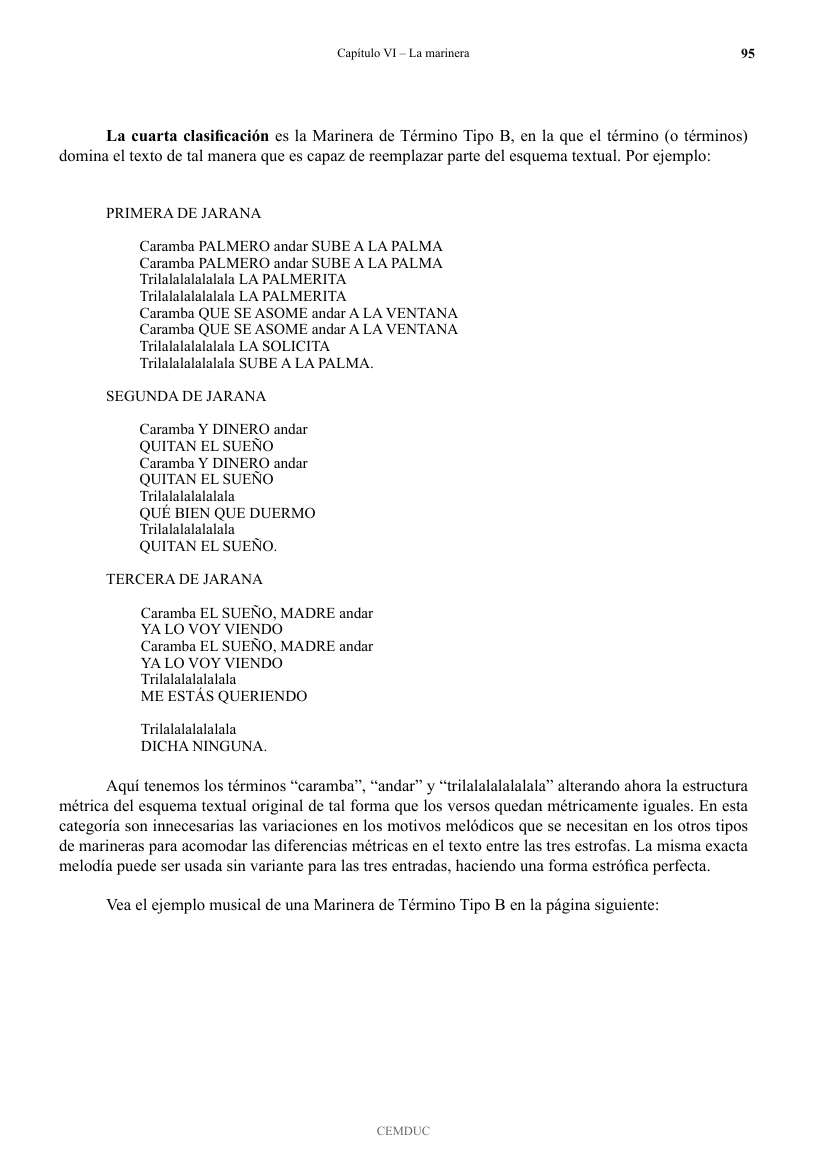 Capítulo VI – La marinera
95
La cuarta clasificación es la Marinera de Término Tipo B, en la que el término (o términos)
domina el texto de tal manera que es capaz de reemplazar parte del esquema textual. Por ejemplo:
PRIMERA DE JARANA
Caramba PALMERO andar SUBE A LA PALMA
Caramba PALMERO andar SUBE A LA PALMA
Trilalalalalalala LA PALMERITA
Trilalalalalalala LA PALMERITA
Caramba QUE SE ASOME andar A LA VENTANA
Caramba QUE SE ASOME andar A LA VENTANA
Trilalalalalalala LA SOLICITA
Trilalalalalalala SUBE A LA PALMA.
SEGUNDA DE JARANA
Caramba Y DINERO andar
QUITAN EL SUEÑO
Caramba Y DINERO andar
QUITAN EL SUEÑO
Trilalalalalalala
QUÉ BIEN QUE DUERMO
Trilalalalalalala
QUITAN EL SUEÑO.
TERCERA DE JARANA
Caramba EL SUEÑO, MADRE andar
YA LO VOY VIENDO
Caramba EL SUEÑO, MADRE andar
YA LO VOY VIENDO
Trilalalalalalala
ME ESTÁS QUERIENDO
Trilalalalalalala
DICHA NINGUNA.
Aquí tenemos los términos “caramba”, “andar” y “trilalalalalalala” alterando ahora la estructura
métrica del esquema textual original de tal forma que los versos quedan métricamente iguales. En esta
categoría son innecesarias las variaciones en los motivos melódicos que se necesitan en los otros tipos
de marineras para acomodar las diferencias métricas en el texto entre las tres estrofas. La misma exacta
melodía puede ser usada sin variante para las tres entradas, haciendo una forma estrófica perfecta.
Vea el ejemplo musical de una Marinera de Término Tipo B en la página siguiente:
CEMDUC